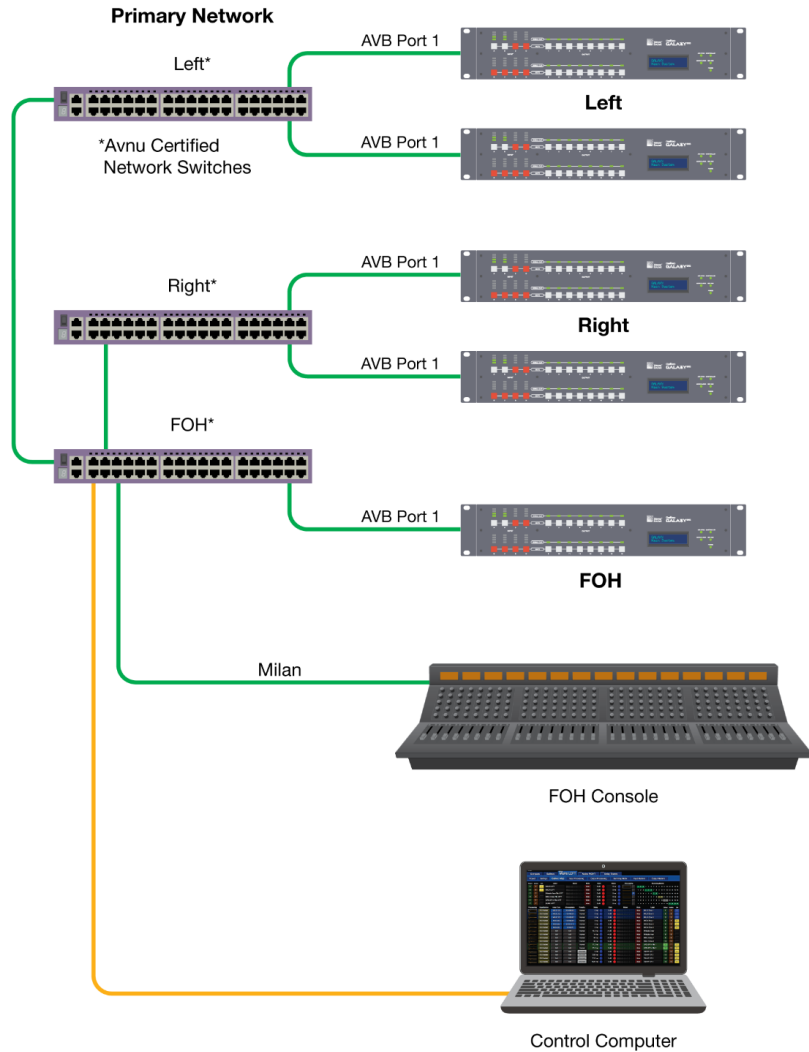 Primary Network
AVB Port 1
Left*
Left
*Avnu Certified
Network Switches
AVB Port 1
AVB Port 1
Right*
Right
AVB Port 1
FOH*
AVB Port 1
FOH
Milan
FOH Console
Control Computer